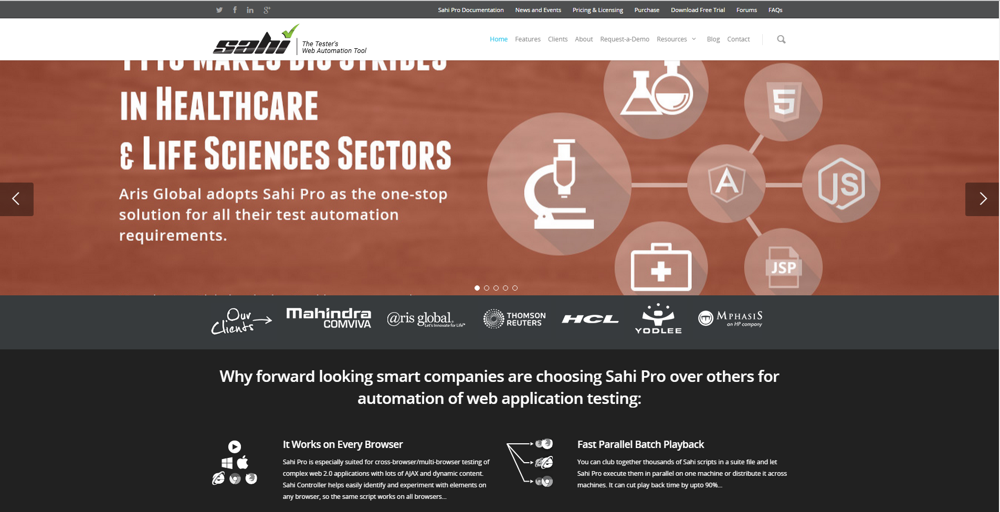 Sahi Pro Documentation News and Events Pricing & Licensing Purchase Download Free Trial Forums FAQs
sahi The Tester's
Web Automation Tool
Home Features Clients About Request-a-Demo Resources Blog Contact
MAKES BIG STRIDES
IN HEALTHCARE
& LIFE SCIENCES SECTORS
Aris Global adopts Sahi Pro as the one-stop
solution for all their test automation
requirements.
5
A
JS
JSP
Our
Clients
Mahindra
COMVIVA
@ris global.
Let's Innovate for Life™
THOMSON
REUTERS
HCL
YODLEE
MPHASIS
an HP company
Why forward looking smart companies are choosing Sahi Pro over others for
automation of web application testing:
It Works on Every Browser
Sahi Pro is especially suited for cross-browser/multi-browser testing of
complex web 2.0 applications with lots of AJAX and dynamic content.
Sahi Controller helps easily identify and experiment with elements on
any browser, so the same script works on all browsers...
Fast Parallel Batch Playback
You can club together thousands of Sahi scripts in a suite file and let
Sahi Pro execute them in parallel on one machine or distribute it across
machines. It can cut play back time by upto 90%...